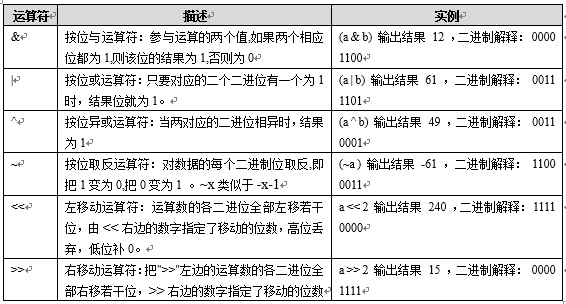 运算符 描述 实例
& 按位与运算符：参与运算的两个值,如果两个相应 (a & b) 输出结果 12 ，二进制解释： 0000
位都为 1,则该位的结果为 1,否则为 0 1100
| 按位或运算符：只要对应的二个二进位有一个为 1 (a | b) 输出结果 61 ，二进制解释： 0011
时，结果位就为 1。 1101
^ 按位异或运算符：当两对应的二进位相异时，结果 (a ^ b) 输出结果 49 ，二进制解释： 0011
为 1 0001
~ 按位取反运算符：对数据的每个二进制位取反,即 (~a ) 输出结果 -61 ，二进制解释： 1100
把 1 变为 0,把 0 变为 1 。~x 类似于 -x-1 0011
<< 左移动运算符：运算数的各二进位全部左移若干 a << 2 输出结果 240 ，二进制解释： 1111
位，由 << 右边的数字指定了移动的位数，高位丢 0000
弃，低位补 0。
>> 右移动运算符：把">>"左边的运算数的各二进位全 a >> 2 输出结果 15 ，二进制解释： 0000
部右移若干位，>> 右边的数字指定了移动的位数 1111